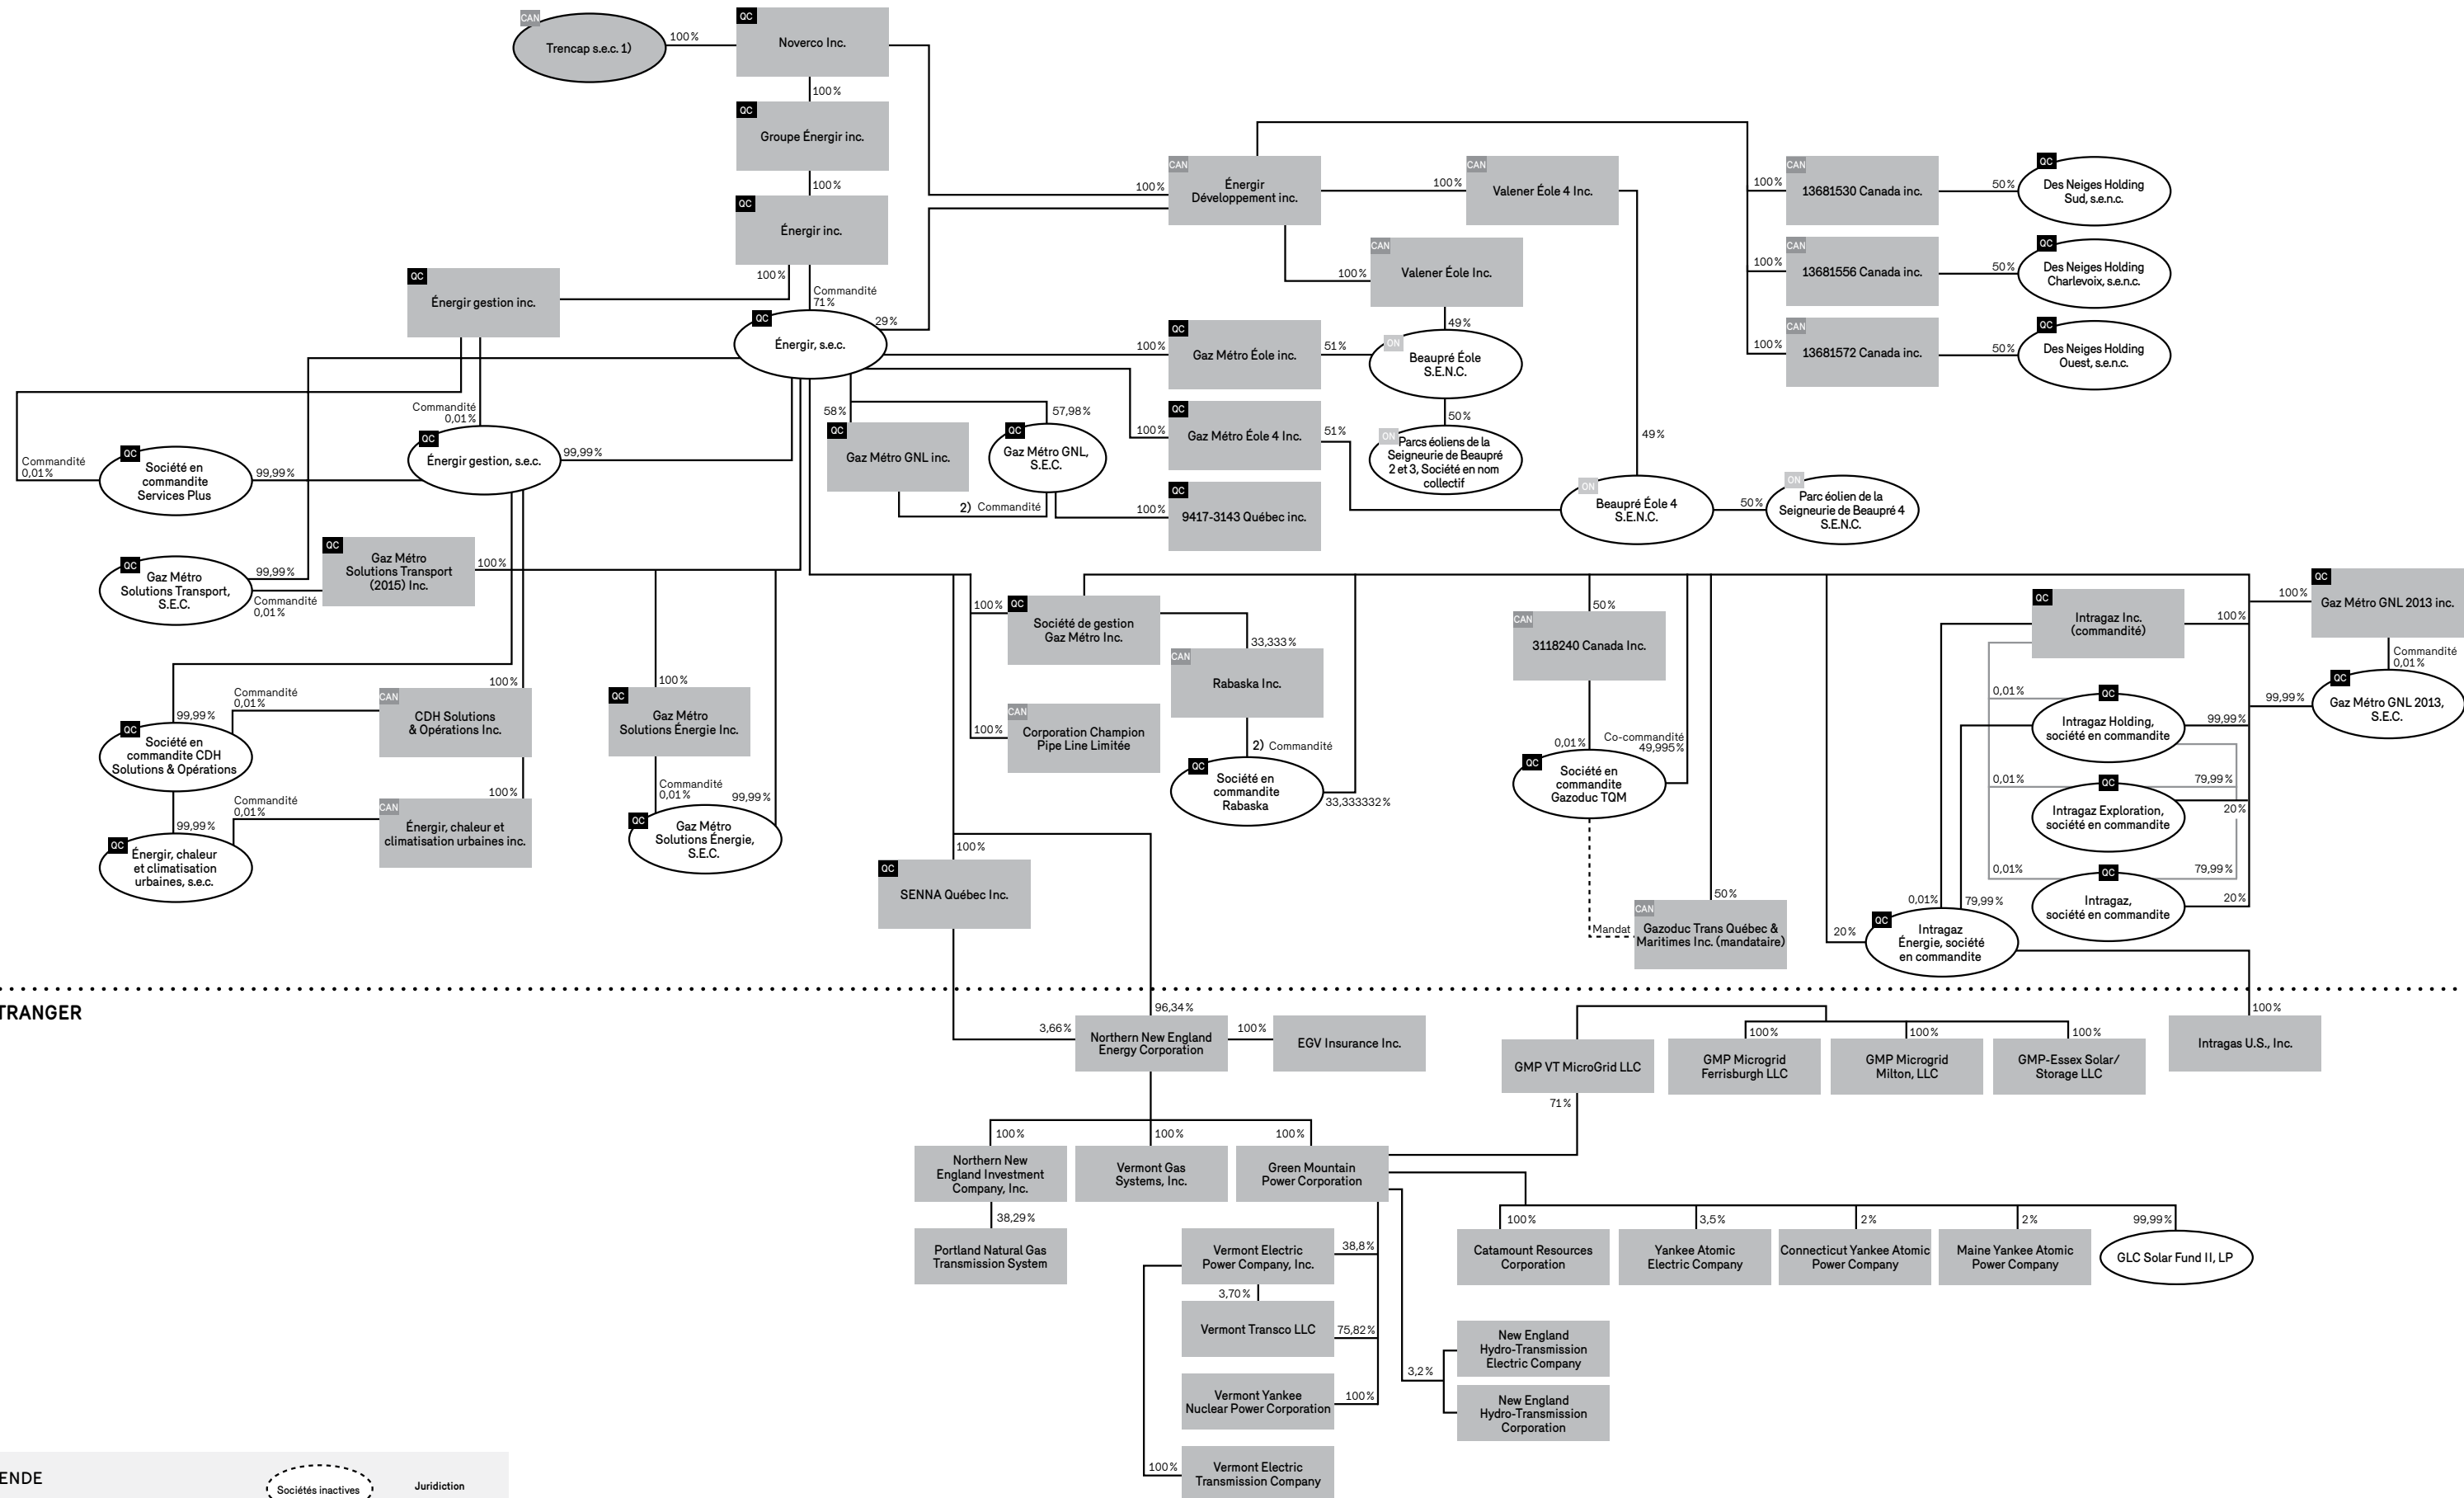 CAN
Trencap s.e.c. 1)
100 %
QC
Noverco Inc.
100 %
QC
Groupe Énergir inc.
100 %
QC
Énergir inc.
100 %
Commandité
71 %
QC
Énergir gestion inc.
QC
Énergir, s.e.c.
29 %
100 %
CAN
Énergir
Développement inc.
100 %
CAN
Valener Éole 4 Inc.
100 %
CAN
Valener Éole Inc.
49 %
100 %
CAN
13681530 Canada inc.
50 %
QC
Des Neiges Holding
Sud, s.e.n.c.
100 %
CAN
13681556 Canada inc.
50 %
QC
Des Neiges Holding
Charlevoix, s.e.n.c.
100 %
CAN
13681572 Canada inc.
50 %
QC
Des Neiges Holding
Ouest, s.e.n.c.
100 %
QC
Gaz Métro Éole inc.
51 %
ON
Beaupré Éole
S.E.N.C.
50 %
ON
Parcs éoliens de la
Seigneurie de Beaupré
2 et 3, Société en nom
collectif
100 %
QC
Gaz Métro Éole 4 Inc.
51 %
49 %
ON
Beaupré Éole 4
S.E.N.C.
50 %
ON
Parc éolien de la
Seigneurie de Beaupré 4
S.E.N.C.
Commandité
0,01 %
QC
Énergir gestion, s.e.c.
99,99 %
58 %
QC
Gaz Métro GNL inc.
57,98 %
QC
Gaz Métro GNL,
S.E.C.
2) Commandité
100 %
QC
9417-3143 Québec inc.
Commandité
0,01 %
QC
Société en
commandite
Services Plus
99,99 %
QC
Gaz Métro
Solutions Transport,
S.E.C.
99,99 %
Commandité
0,01 %
QC
Gaz Métro
Solutions Transport
(2015) Inc.
100 %
99,99 %
Commandité
0,01 %
100 %
CAN
CDH Solutions
& Opérations Inc.
QC
Société en
commandite CDH
Solutions & Opérations
99,99 %
Commandité
0,01 %
100 %
CAN
Énergir, chaleur et
climatisation urbaines inc.
QC
Énergir, chaleur
et climatisation
urbaines, s.e.c.
100 %
QC
Gaz Métro
Solutions Énergie Inc.
Commandité
0,01 %
99,99 %
QC
Gaz Métro
Solutions Énergie,
S.E.C.
100 %
QC
Société de gestion
Gaz Métro Inc.
100 %
CAN
Corporation Champion
Pipe Line Limitée
33,333 %
CAN
Rabaska Inc.
2) Commandité
QC
Société en
commandite
Rabaska
33,333332 %
50 %
CAN
3118240 Canada Inc.
0,01 %
Co-commandité
49,995 %
QC
Société en
commandite
Gazoduc TQM
Mandat
50 %
CAN
Gazoduc Trans Québec &
Maritimes Inc. (mandataire)
QC
Intragaz Inc.
(commandité)
100 %
0,01 %
QC
Intragaz Holding,
société en commandite
99,99 %
0,01 %
QC
79,99 %
Intragaz Exploration,
société en commandite
20 %
0,01 %
QC
79,99 %
Intragaz,
société en commandite
20 %
0,01 %
79,99 %
20 %
QC
Intragaz
Énergie, société
en commandite
100 %
QC
Gaz Métro GNL 2013 inc.
Commandité
0,01 %
99,99 %
QC
Gaz Métro GNL 2013,
S.E.C.
100 %
QC
SENNA Québec Inc.
TRANGER
96,34 %
3,66 %
Northern New England
Energy Corporation
100 %
EGV Insurance Inc.
GMP VT MicroGrid LLC
71 %
100 %
GMP Microgrid
Ferrisburgh LLC
100 %
GMP Microgrid
Milton, LLC
100 %
GMP-Essex Solar/
Storage LLC
100 %
Intragas U.S., Inc.
100 %
Northern New
England Investment
Company, Inc.
100 %
Vermont Gas
Systems, Inc.
100 %
Green Mountain
Power Corporation
38,29 %
Portland Natural Gas
Transmission System
Vermont Electric
Power Company, Inc.
38,8 %
3,70 %
Vermont Transco LLC
75,82 %
Vermont Yankee
Nuclear Power Corporation
100 %
100 %
Vermont Electric
Transmission Company
100 %
Catamount Resources
Corporation
3,5 %
Yankee Atomic
Electric Company
2 %
Connecticut Yankee Atomic
Power Company
2 %
Maine Yankee Atomic
Power Company
99,99 %
GLC Solar Fund II, LP
3,2 %
New England
Hydro-Transmission
Électric Company
New England
Hydro-Transmission
Corporation
ENDE
Sociétés inactives
Juridiction